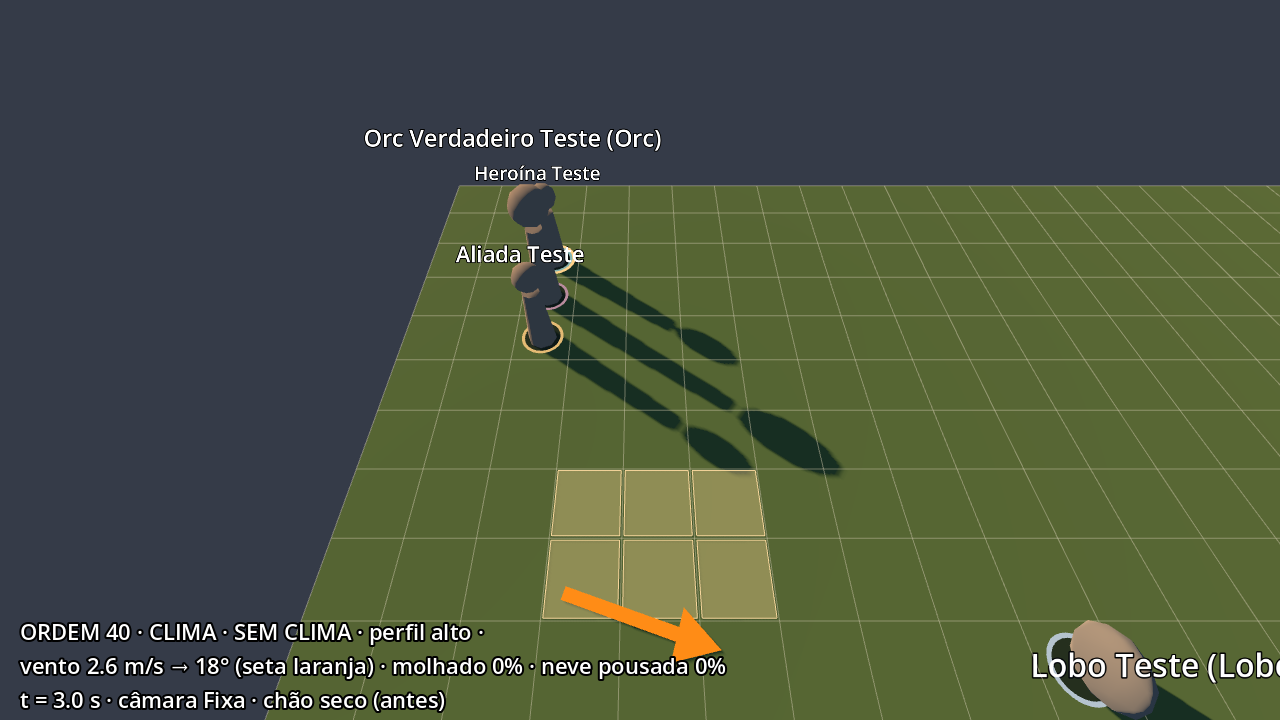 Orc Verdadeiro Teste (Orc)
Heroína Teste
Aliada Teste
ORDEM 40 · CLIMA · SEM CLIMA · perfil alto ·
vento 2.6 m/s → 18° (seta laranja) · molhado 0% · neve pousada 0%
t = 3.0 s · câmara Fixa · chão seco (antes)
Lobo Teste (Lobo